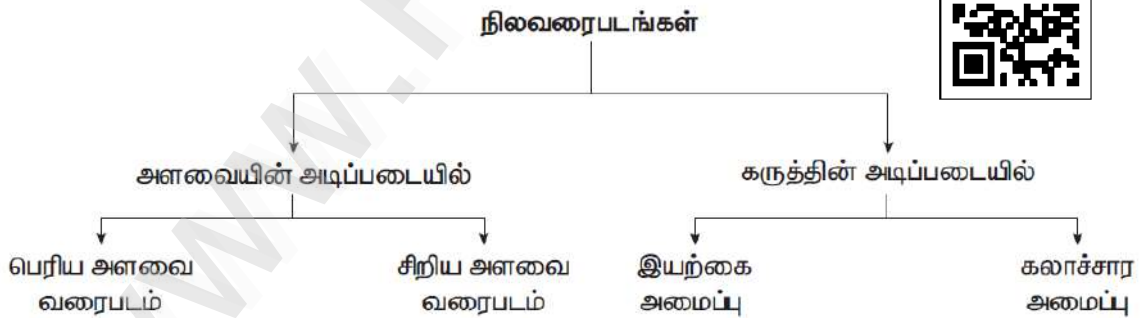 நிலவரைபடங்கள்
அளவையின் அடிப்படையில்
கருத்தின் அடிப்படையில்
பெரிய அளவை
வரைபடம்
சிறிய அளவை
வரைபடம்
இயற்கை
அமைப்பு
கலாச்சார
அமைப்பு